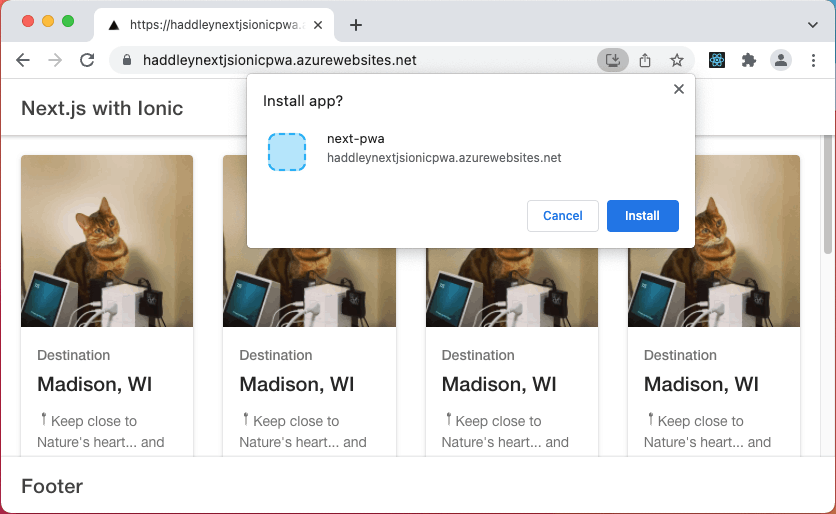 https://haddleynextjsionicpwa.a
haddleynextjsionicpwa.azurewebsites.net
Next.js with Ionic
Install app?
next-pwa
haddleynextjsionicpwa.azurewebsites.net
Cancel
Install
Destination
Madison, WI
Keep close to
Nature's heart... and
Destination
Madison, WI
Keep close to
Nature's heart... and
Destination
Madison, WI
Keep close to
Nature's heart... and
Destination
Madison, WI
Keep close to
Nature's heart... and
Footer